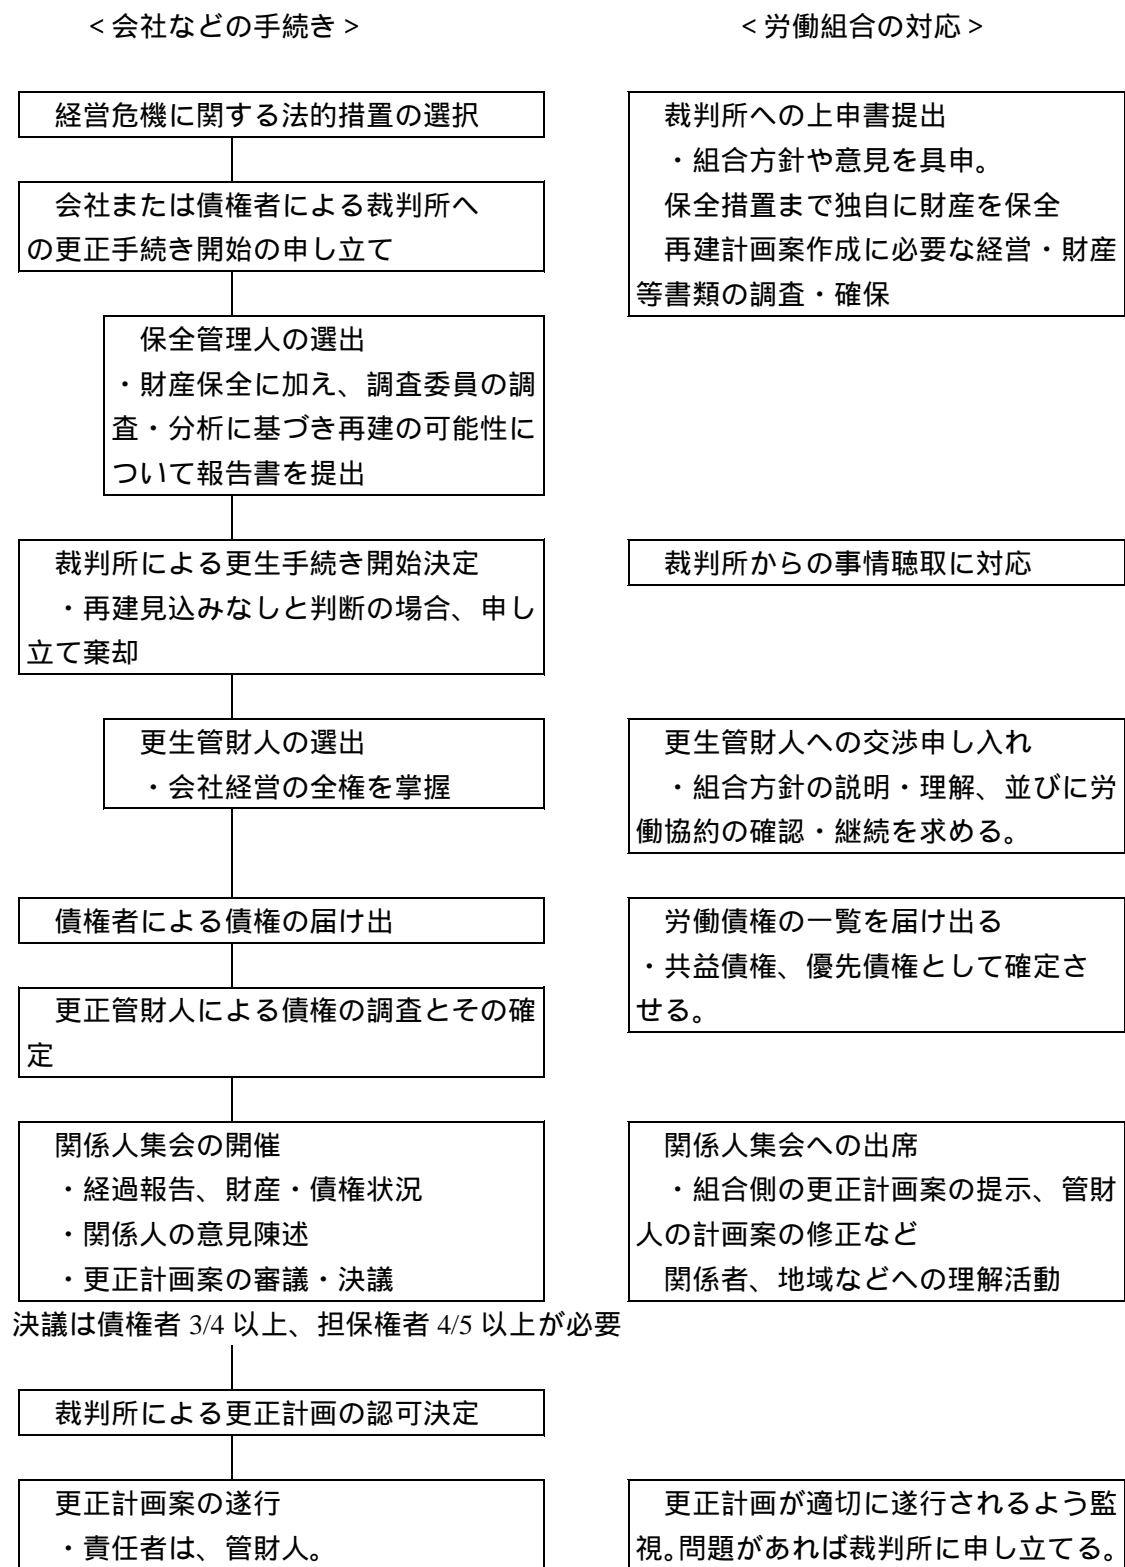 ＜会社などの手続き＞
＜労働組合の対応＞
経営危機に関する法的措置の選択
裁判所への上申書提出
・組合方針や意見を具申。
保全措置まで独自に財産を保全
再建計画案作成に必要な経営・財産
等書類の調査・確保
会社または債権者による裁判所へ
の更正手続き開始の申し立て
保全管理人の選出
・財産保全に加え、調査委員の調
査・分析に基づき再建の可能性に
ついて報告書を提出
裁判所による更生手続き開始決定
・再建見込みなしと判断の場合、申し
立て棄却
裁判所からの事情聴取に対応
更生管財人の選出
・会社経営の全権を掌握
更生管財人への交渉申し入れ
・組合方針の説明・理解、並びに労
働協約の確認・継続を求める。
債権者による債権の届け出
労働債権の一覧を届け出る
・共益債権、優先債権として確定さ
せる。
更正管財人による債権の調査とその確
定
関係人集会の開催
・経過報告、財産・債権状況
・関係人の意見陳述
・更正計画案の審議・決議
関係人集会への出席
・組合側の更正計画案の提示、管財
人の計画案の修正など
関係者、地域などへの理解活動
決議は債権者 3/4 以上、担保権者 4/5 以上が必要
裁判所による更正計画の認可決定
更正計画案の遂行
・責任者は、管財人。
更正計画が適切に遂行されるよう監
視。問題があれば裁判所に申し立てる。